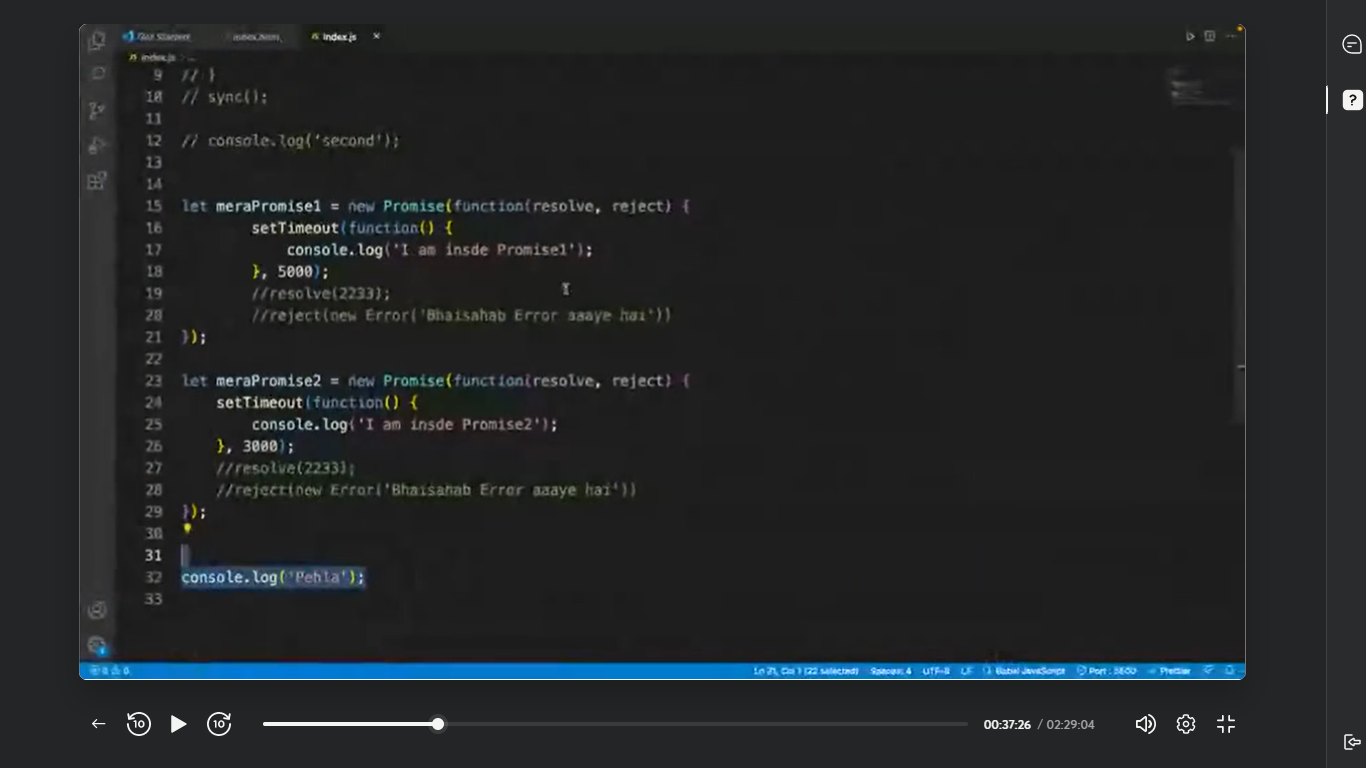 index.js
index.js
9 // }
10 // sync();
11
12 // console.log('second');
13
14
15 let meraPromise1 = new Promise(function(resolve, reject) {
16 setTimeout(function() {
17 console.log('I am insde Promise1');
18 }, 5000);
19 //resolve(2233);
20 //reject(new Error('Bhaisahab Error aaaye hai'))
21 });
22
23 let meraPromise2 = new Promise(function(resolve, reject) {
24 setTimeout(function() {
25 console.log('I am insde Promise2');
26 }, 3000);
27 //resolve(2233);
28 //reject(new Error('Bhaisahab Error aaaye hai'))
29 });
30
31
32 console.log('Pehla');
33
Ln 31, Col 1 (22 selected) Spaces: 4 UTF-8 LF Babel JavaScript Port : 5500 Prettier
10 10 00:37:26 / 02:29:04